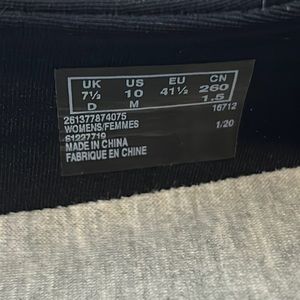 UK US EU CN
7½ 10 41½ 260
D M 1.5
16712
261377874075
WOMENS/FEMMES
61227719 1/20
MADE IN CHINA
FABRIQUE EN CHINE